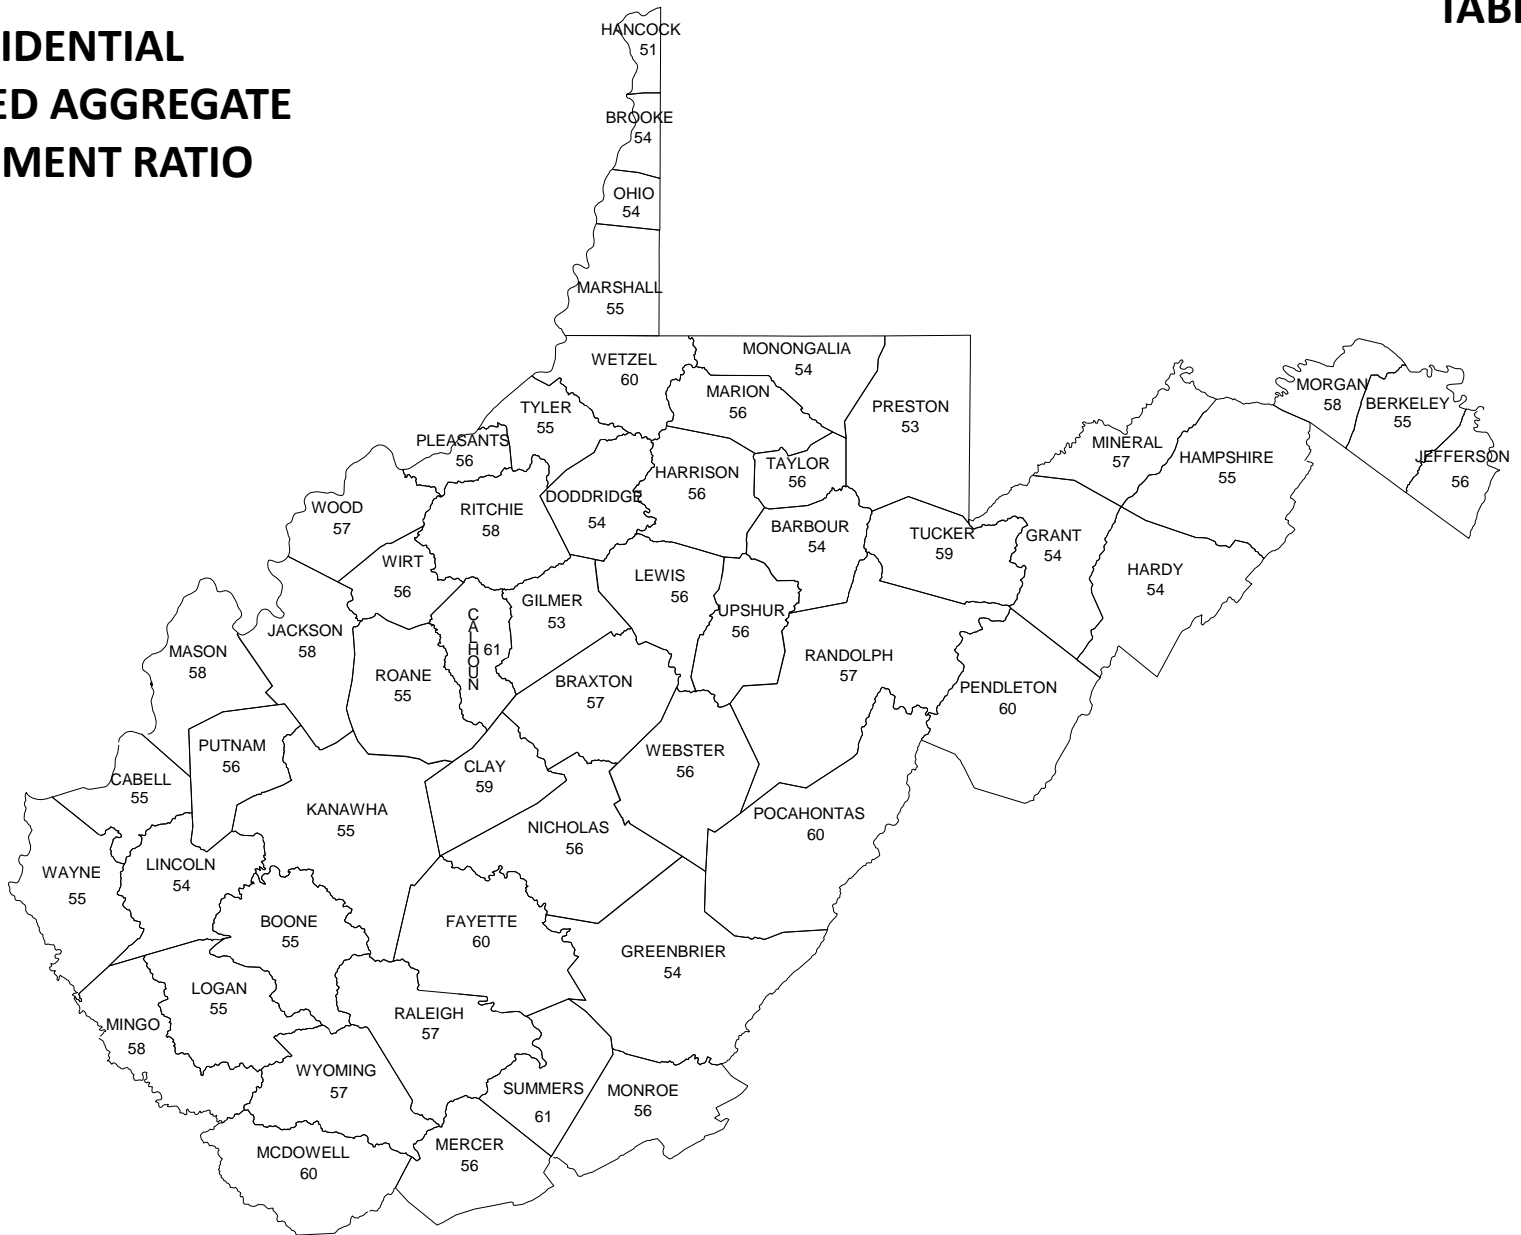 TABL
IDENTIAL
ED AGGREGATE
MENT RATIO
HANCOCK
51
BROOKE
54
OHIO
54
MARSHALL
55
WETZEL
60
MONONGALIA
54
MARION
56
PRESTON
53
TYLER
55
PLEASANTS
56
MORGAN
58
BERKELEY
55
JEFFERSON
56
MINERAL
57
HAMPSHIRE
55
HARRISON
56
TAYLOR
56
DODDRIDGE
54
RITCHIE
58
WOOD
57
BARBOUR
54
TUCKER
59
GRANT
54
HARDY
54
WIRT
56
LEWIS
56
GILMER
53
UPSHUR
56
CALHOUN
61
JACKSON
58
MASON
58
ROANE
55
BRAXTON
57
RANDOLPH
57
PENDLETON
60
PUTNAM
56
WEBSTER
56
CLAY
59
CABELL
55
KANAWHA
55
POCAHONTAS
60
NICHOLAS
56
LINCOLN
54
WAYNE
55
BOONE
55
FAYETTE
60
GREENBRIER
54
LOGAN
55
RALEIGH
57
MINGO
58
WYOMING
57
SUMMERS
61
MONROE
56
MERCER
56
MCDOWELL
60